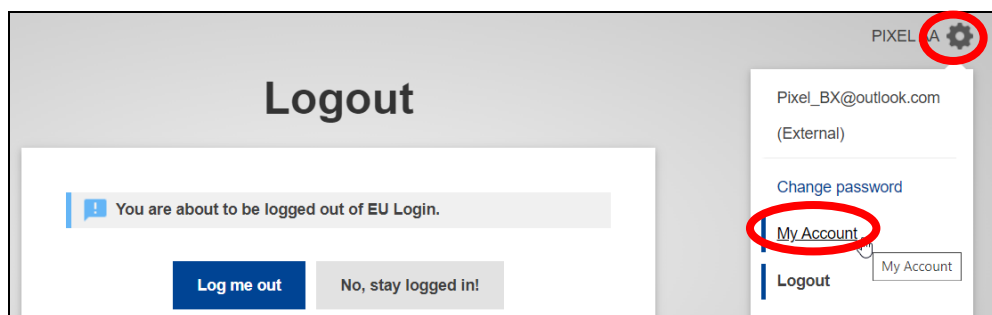 PIXEL AA
Logout
Pixel_BX@outlook.com
(External)
Change password
You are about to be logged out of EU Login.
My Account
My Account
Log me out
No, stay logged in!
Logout